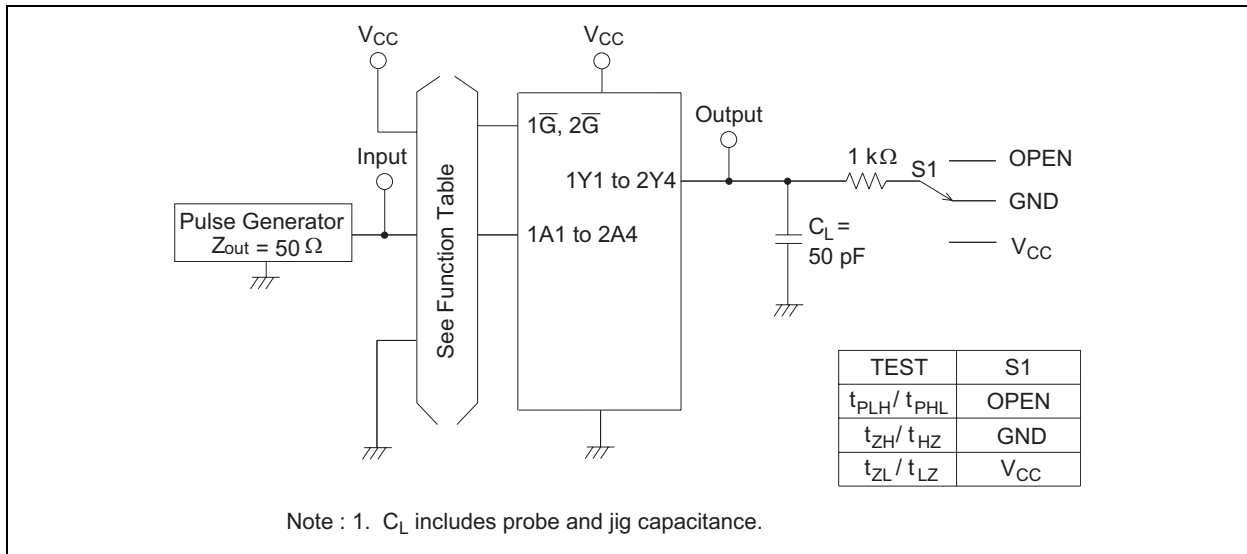 VCC
VCC
Output
1G̅, 2G̅
Input
1 kΩ
S1
OPEN
1Y1 to 2Y4
GND
Pulse Generator
Zout = 50 Ω
See Function Table
1A1 to 2A4
CL =
50 pF
VCC
TEST S1
tPLH / tPHL OPEN
tZH / tHZ GND
tZL / tLZ VCC
Note : 1. CL includes probe and jig capacitance.